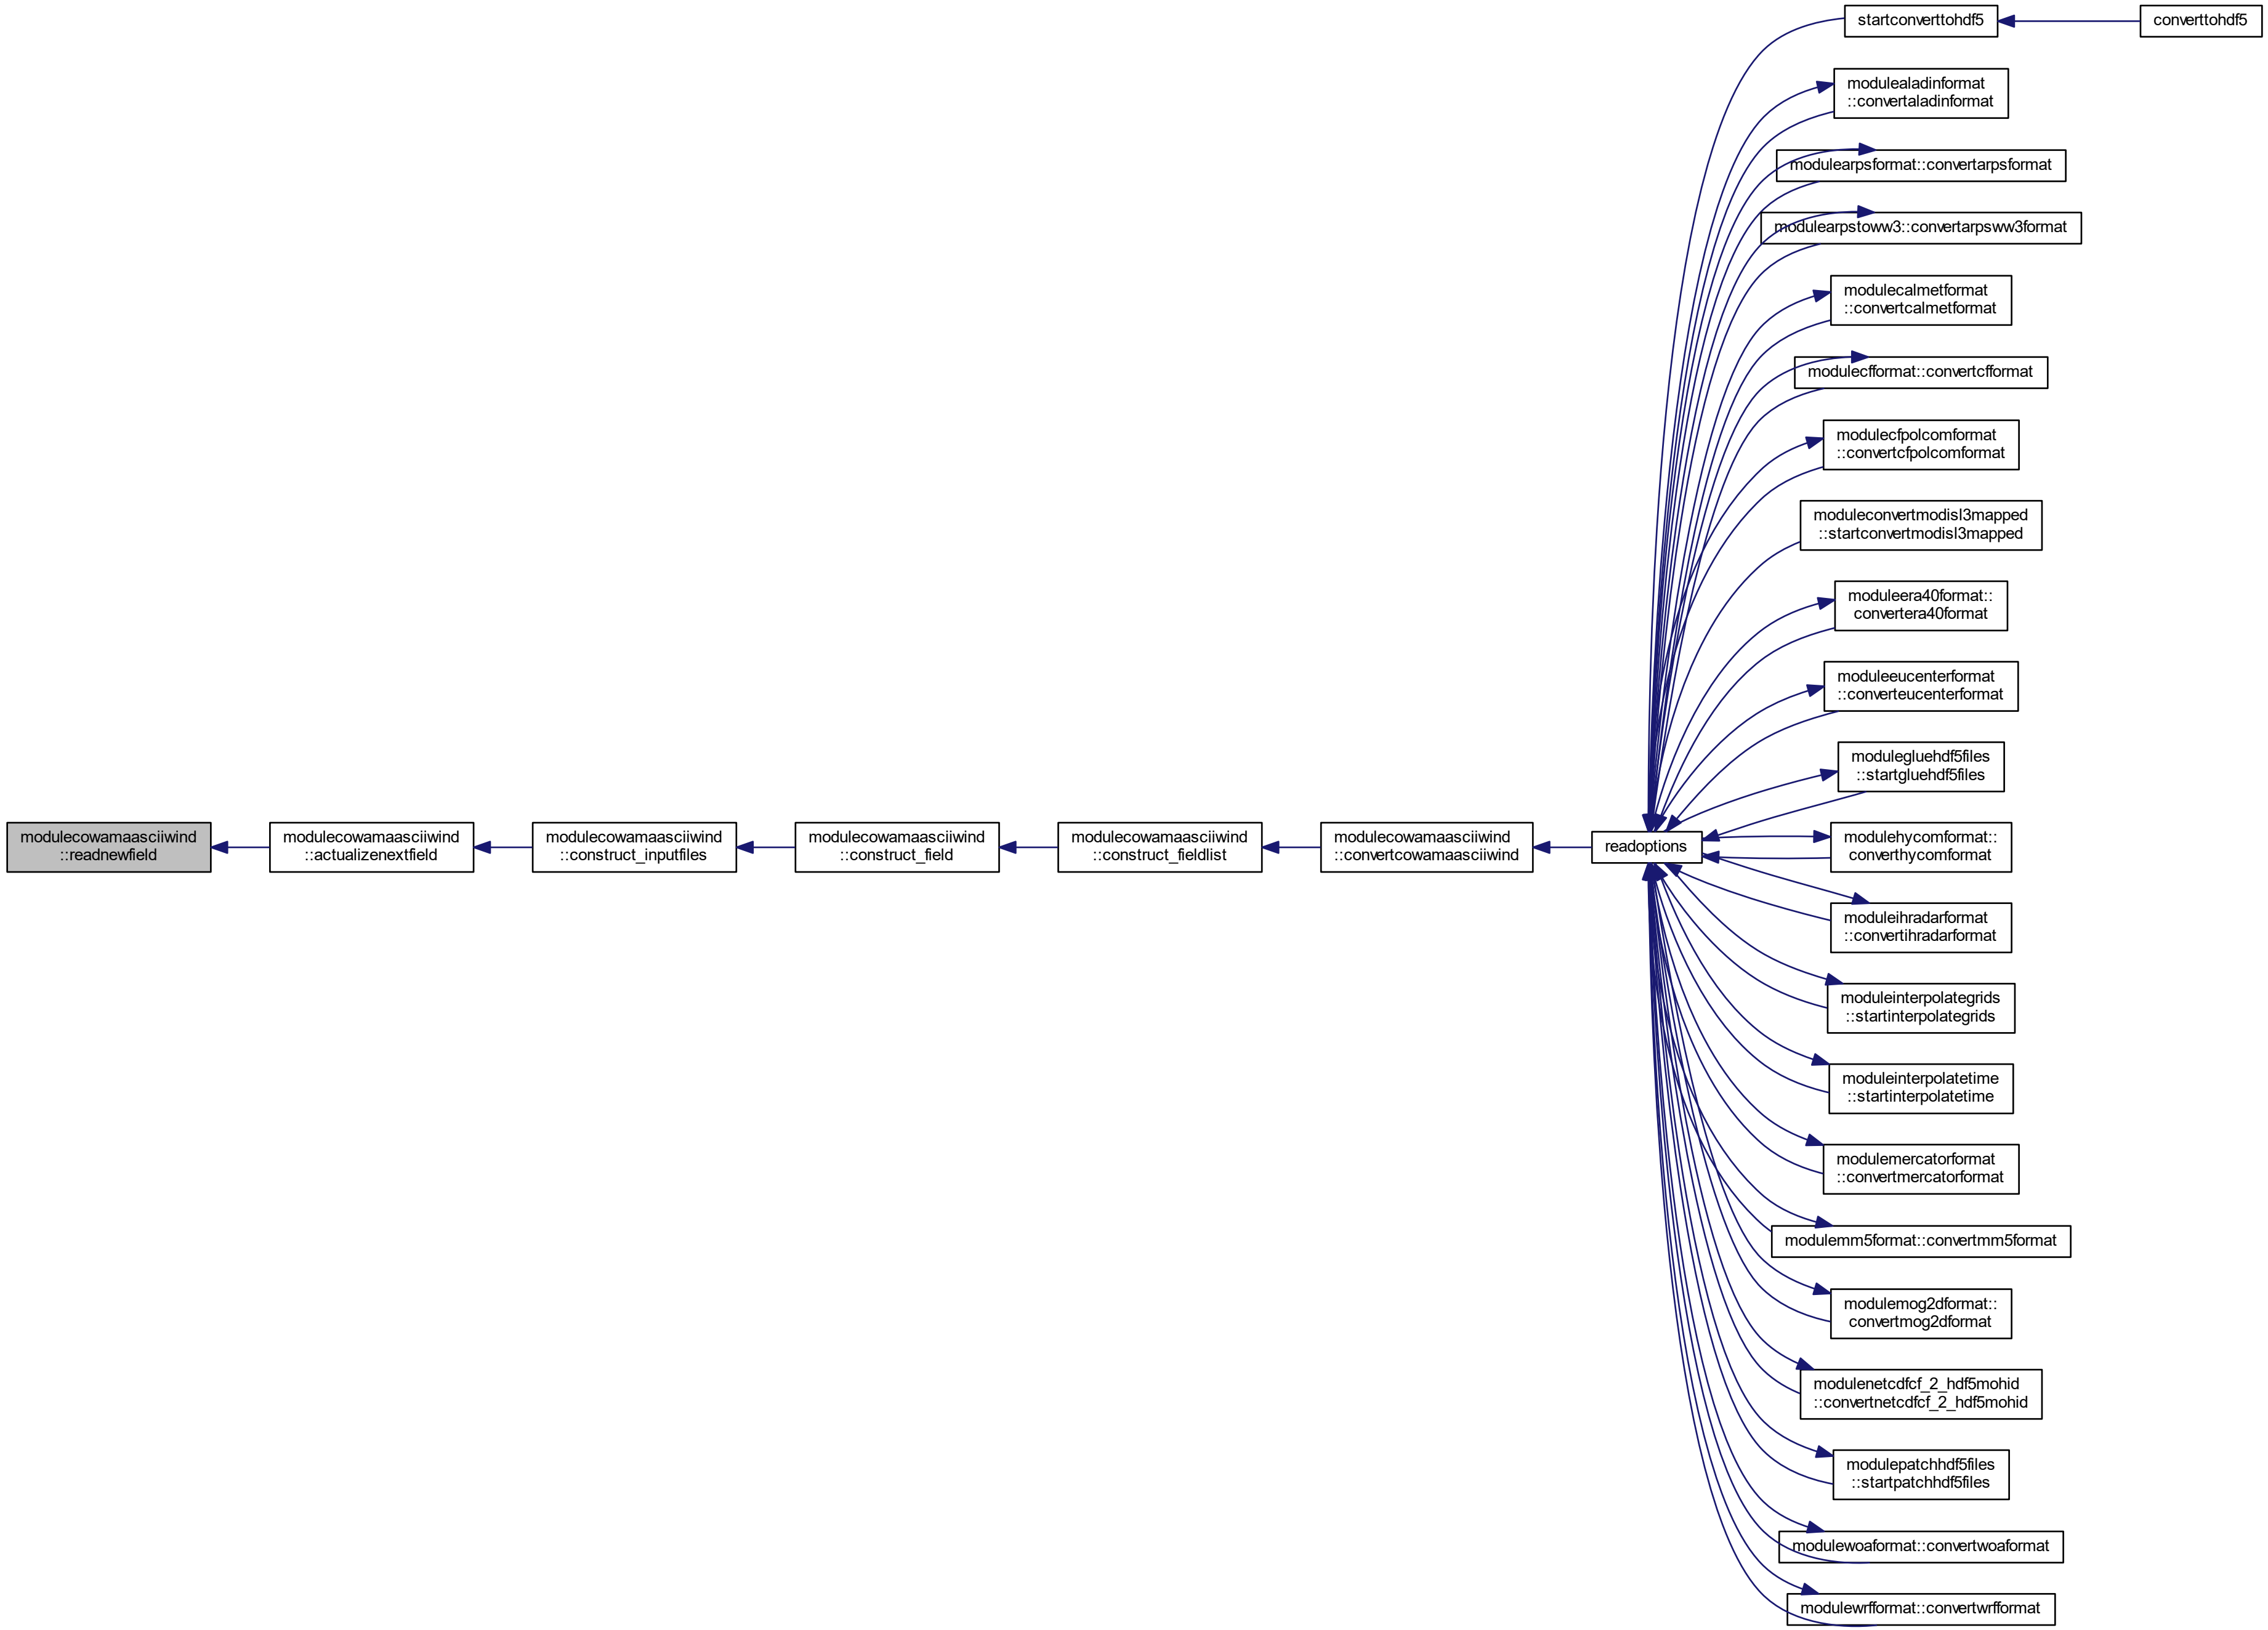 startconverttohdf5
converttohdf5
modulealadinformat
::convertaladinformat
modulearpsformat::convertarpsformat
modulearpstoww3::convertarpsww3format
modulecalmetformat
::convertcalmetformat
modulecfformat::convertcfformat
modulecfpolcomformat
::convertcfpolcomformat
moduleconvertmodisl3mapped
::startconvertmodisl3mapped
moduleera40format::
convertera40format
moduleeucenterformat
::converteucenterformat
modulegluehdf5files
::startgluehdf5files
modulecowamaasciiwind
::readnewfield
modulecowamaasciiwind
::actualizenextfield
modulecowamaasciiwind
::construct_inputfiles
modulecowamaasciiwind
::construct_field
modulecowamaasciiwind
::construct_fieldlist
modulecowamaasciiwind
::convertcowamaasciiwind
readoptions
modulehycomformat::
converthycomformat
moduleihradarformat
::convertihradarformat
moduleinterpolategrids
::startinterpolategrids
moduleinterpolatetime
::startinterpolatetime
modulemercatorformat
::convertmercatorformat
modulemm5format::convertmm5format
modulemog2dformat::
convertmog2dformat
modulenetcdfcf_2_hdf5mohid
::convertnetcdfcf_2_hdf5mohid
modulepatchhdf5files
::startpatchhdf5files
modulewoaformat::convertwoaformat
modulewrfformat::convertwrfformat